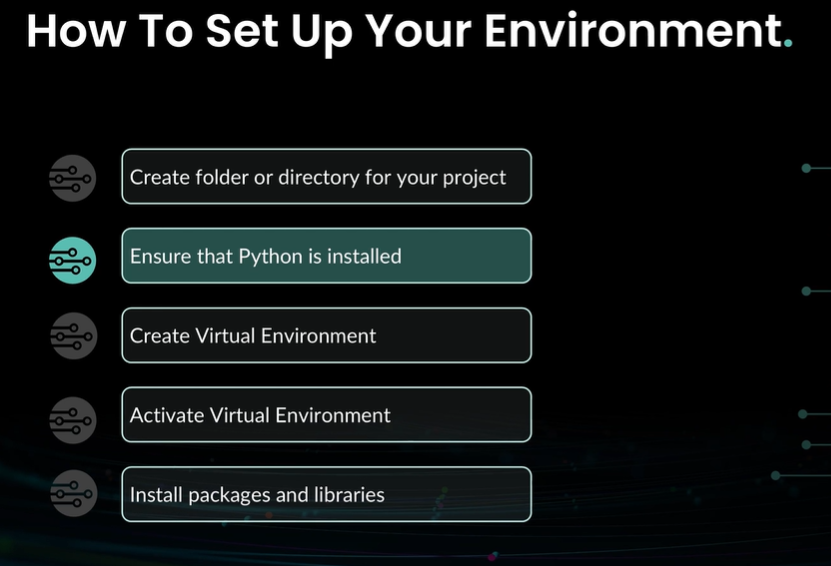 How To Set Up Your Environment.
Create folder or directory for your project
Ensure that Python is installed
Create Virtual Environment
Activate Virtual Environment
Install packages and libraries